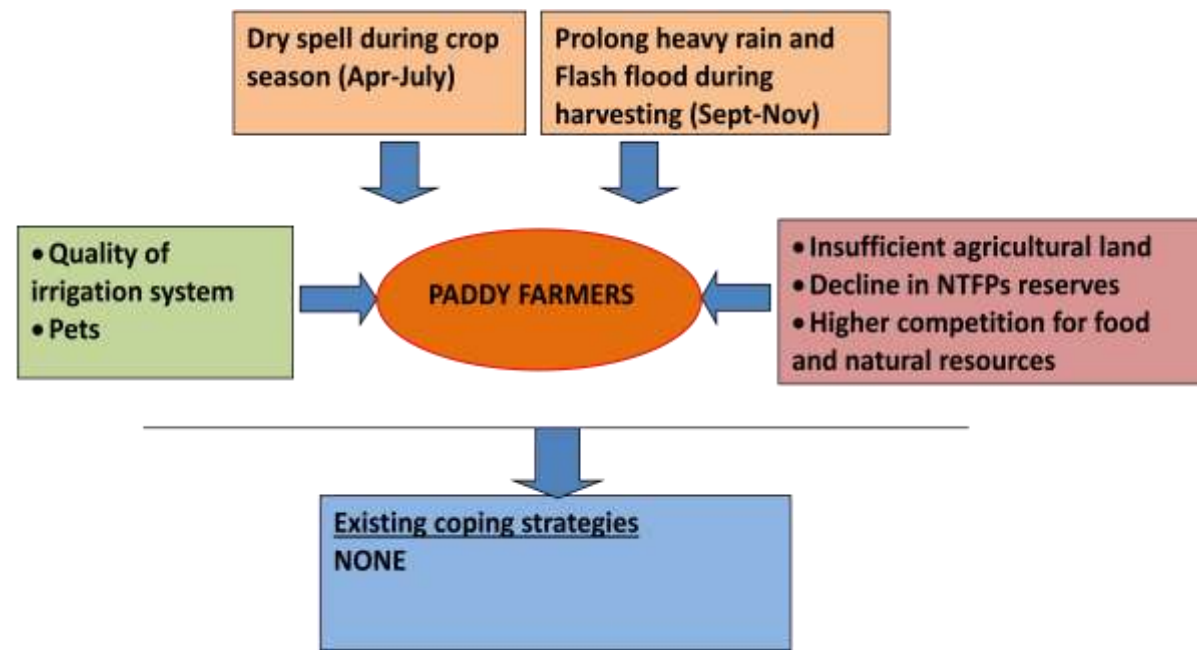 Dry spell during crop
season (Apr-July)
Prolong heavy rain and
Flash flood during
harvesting (Sept-Nov)
• Quality of
irrigation system
• Pets
PADDY FARMERS
• Insufficient agricultural land
• Decline in NTFPs reserves
• Higher competition for food
and natural resources
Existing coping strategies
NONE